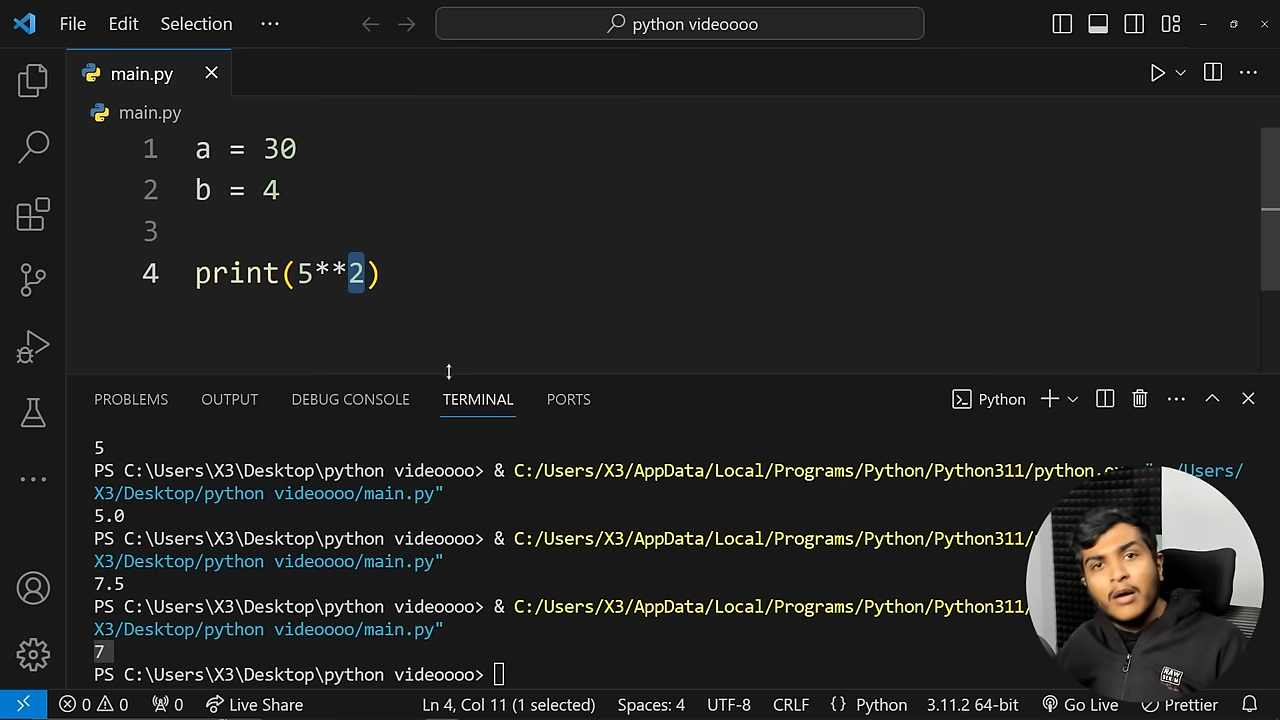 File Edit Selection ··· python videoooo
main.py
main.py
1 a = 30
2 b = 4
3
4 print(5**2)
PROBLEMS OUTPUT DEBUG CONSOLE TERMINAL PORTS Python
5
PS C:\Users\X3\Desktop\python videoooo> & C:/Users/X3/AppData/Local/Programs/Python/Python311/python. /Users/
X3/Desktop/python videoooo/main.py"
5.0
PS C:\Users\X3\Desktop\python videoooo> & C:/Users/X3/AppData/Local/Programs/Python/Python311/
X3/Desktop/python videoooo/main.py"
7.5
PS C:\Users\X3\Desktop\python videoooo> & C:/Users/X3/AppData/Local/Programs/Python/Python311/
X3/Desktop/python videoooo/main.py"
7
PS C:\Users\X3\Desktop\python videoooo>
0 0 0 Live Share Ln 4, Col 11 (1 selected) Spaces: 4 UTF-8 CRLF {} Python 3.11.2 64-bit Go Live Prettier